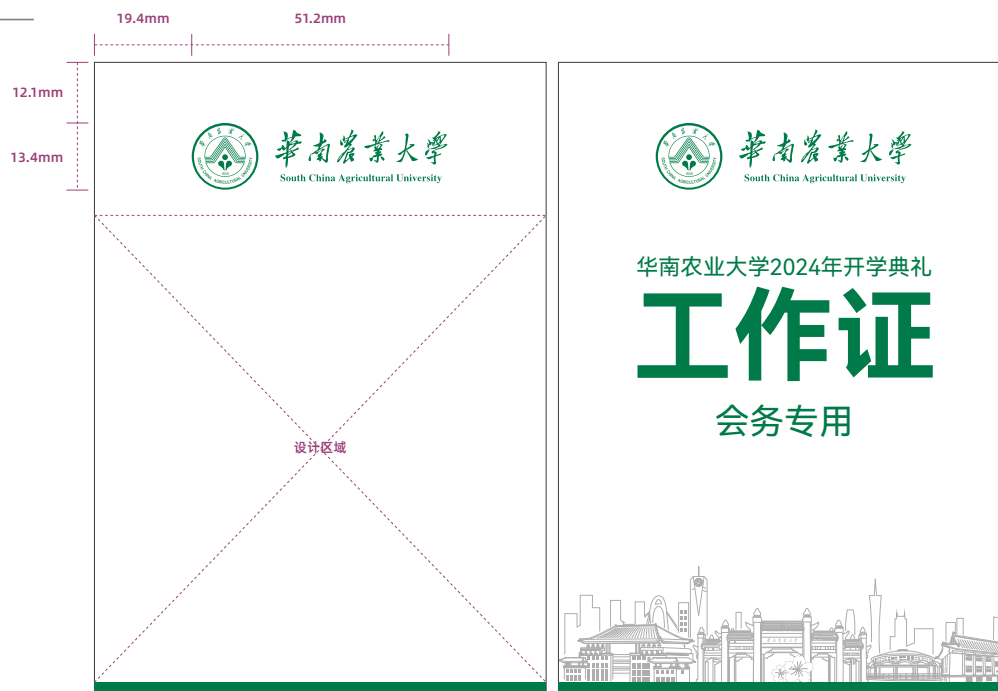 19.4mm 51.2mm
12.1mm
13.4mm
華南農業大學
South China Agricultural University
设计区域
華南農業大學
South China Agricultural University
华南农业大学2024年开学典礼
工作证
会务专用